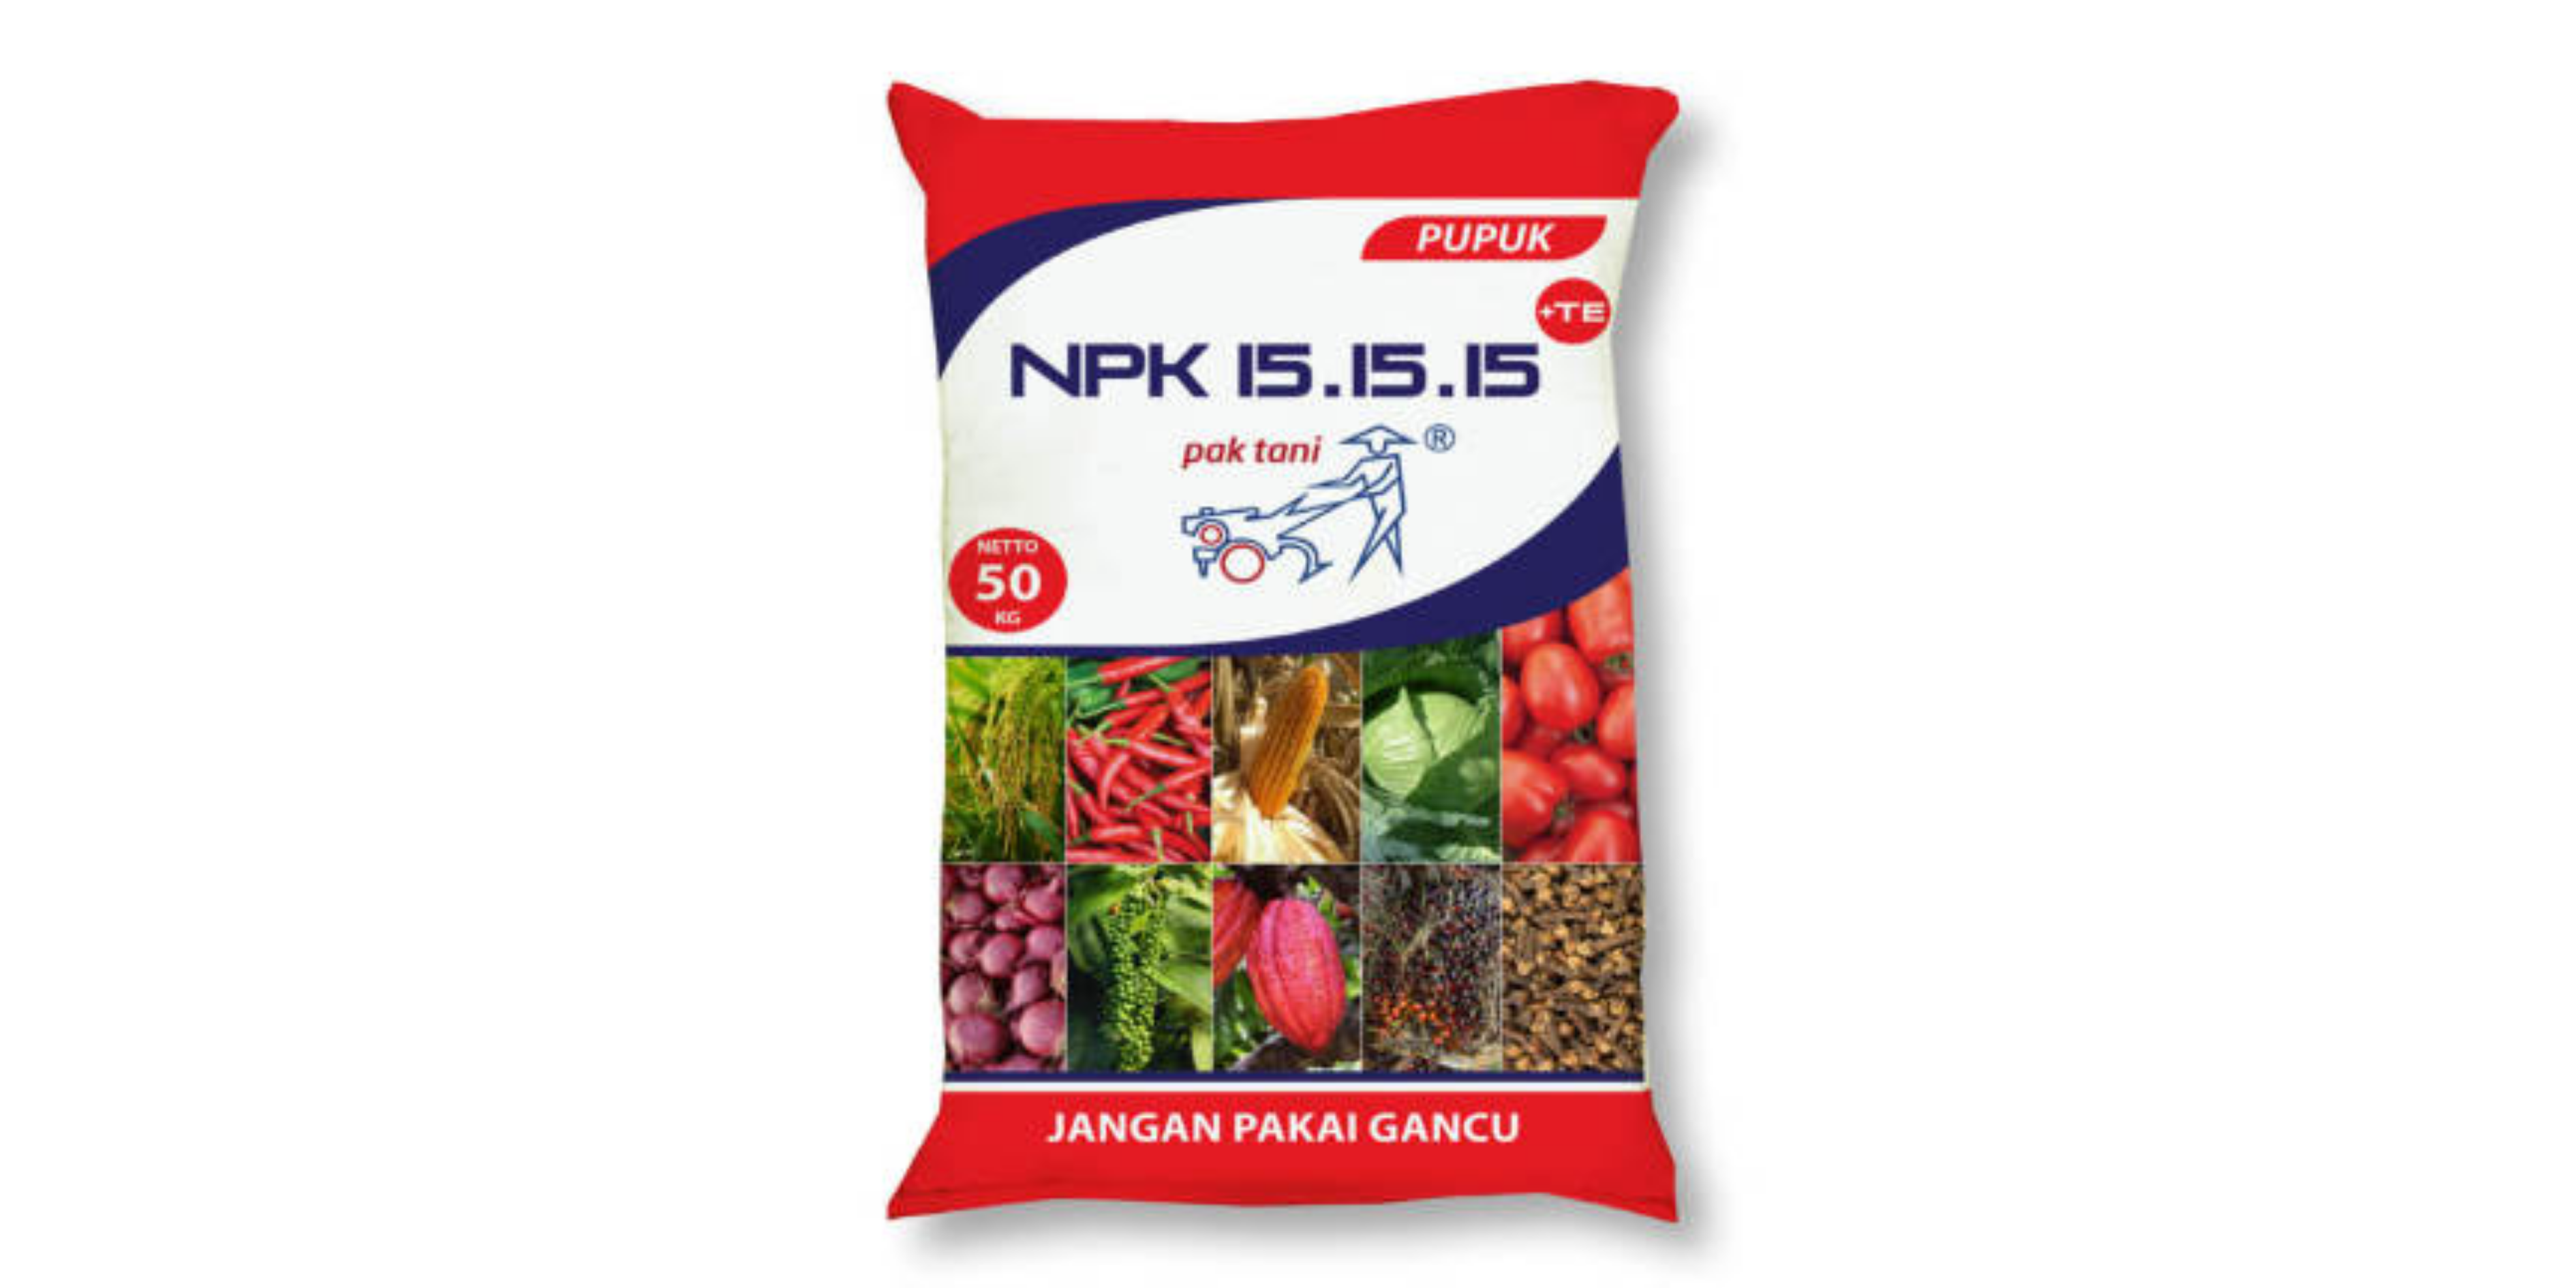 PUPUK
+TE
NPK 15.15.15
pak tani ®
NETTO
50
KG
JANGAN PAKAI GANCU